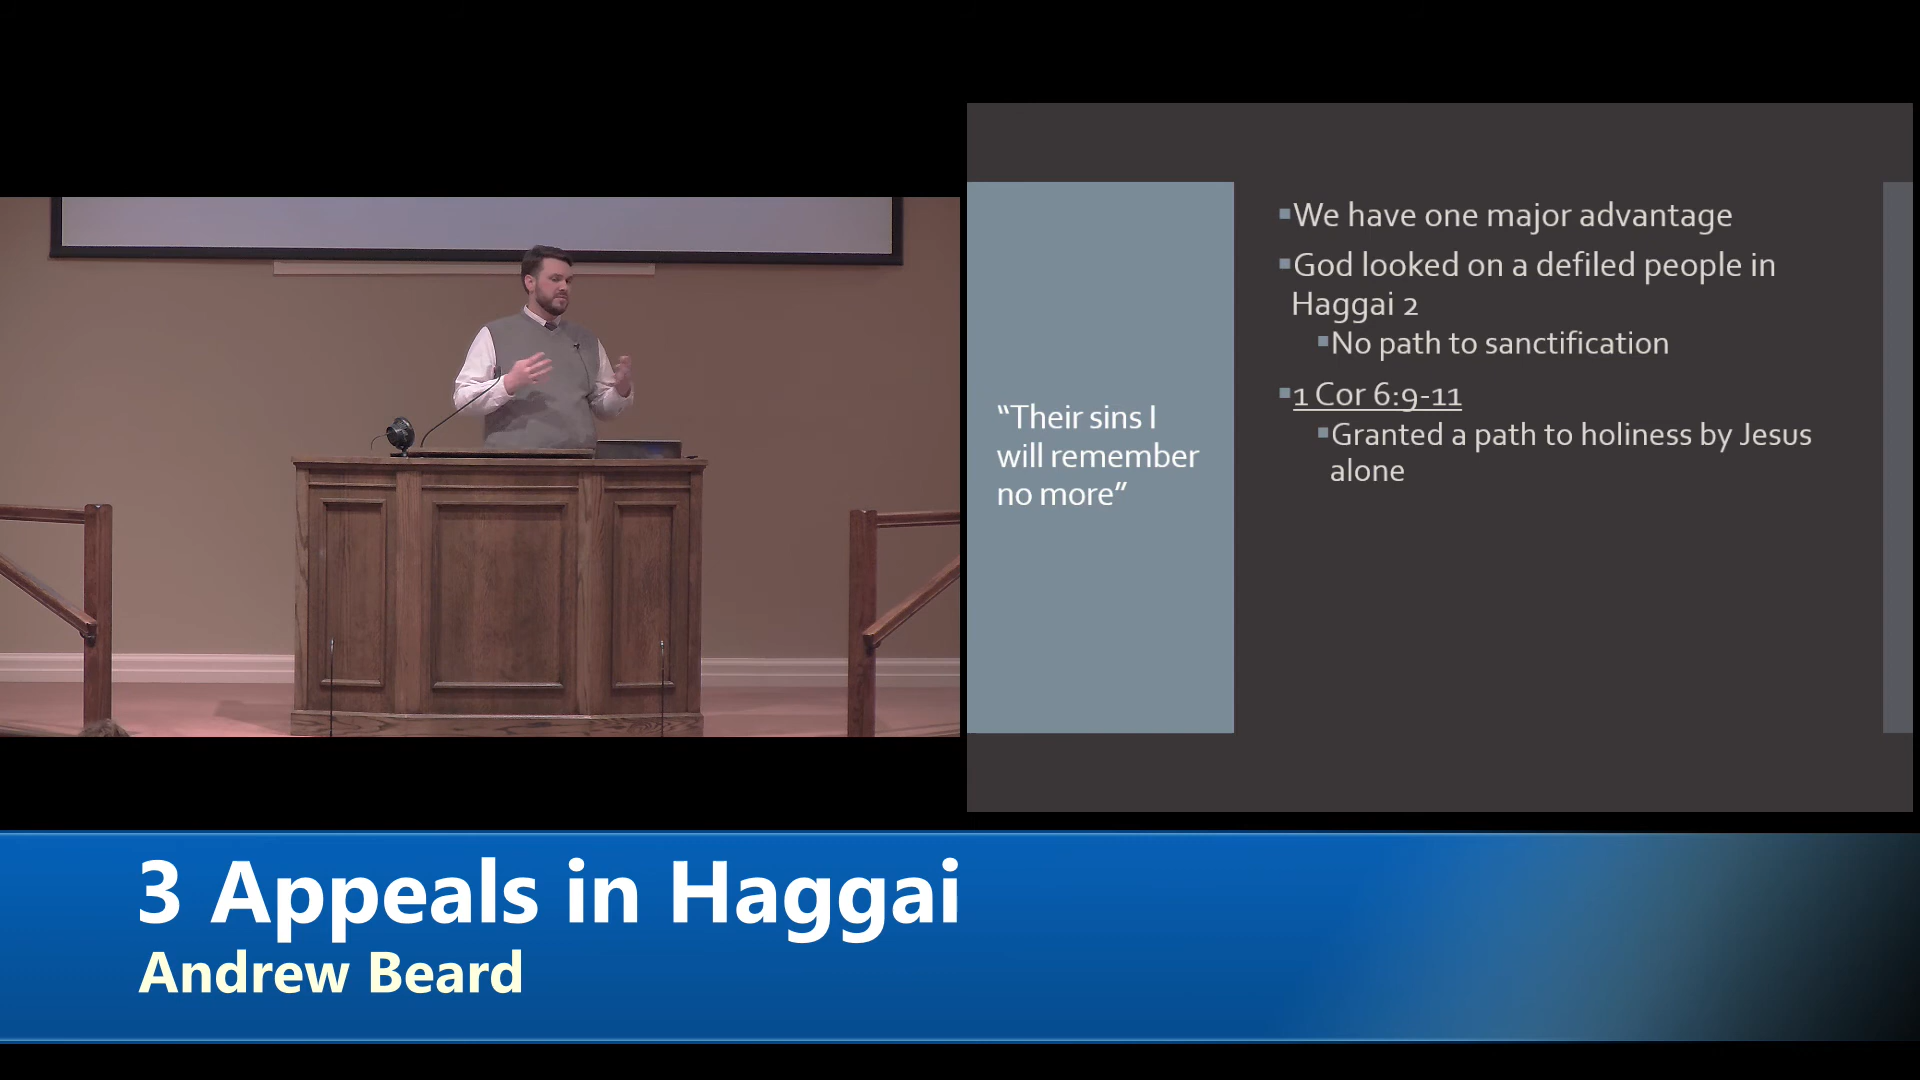 “Their sins I
will remember
no more”
▪We have one major advantage
▪God looked on a defiled people in
Haggai 2
▪No path to sanctification
▪1 Cor 6:9-11
▪Granted a path to holiness by Jesus
alone
3 Appeals in Haggai
Andrew Beard